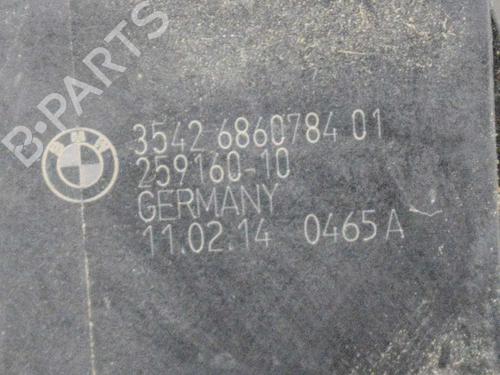 B-PARTS
BMW
3542 6860784 01
259160-10
GERMANY
11.02.14 0465A